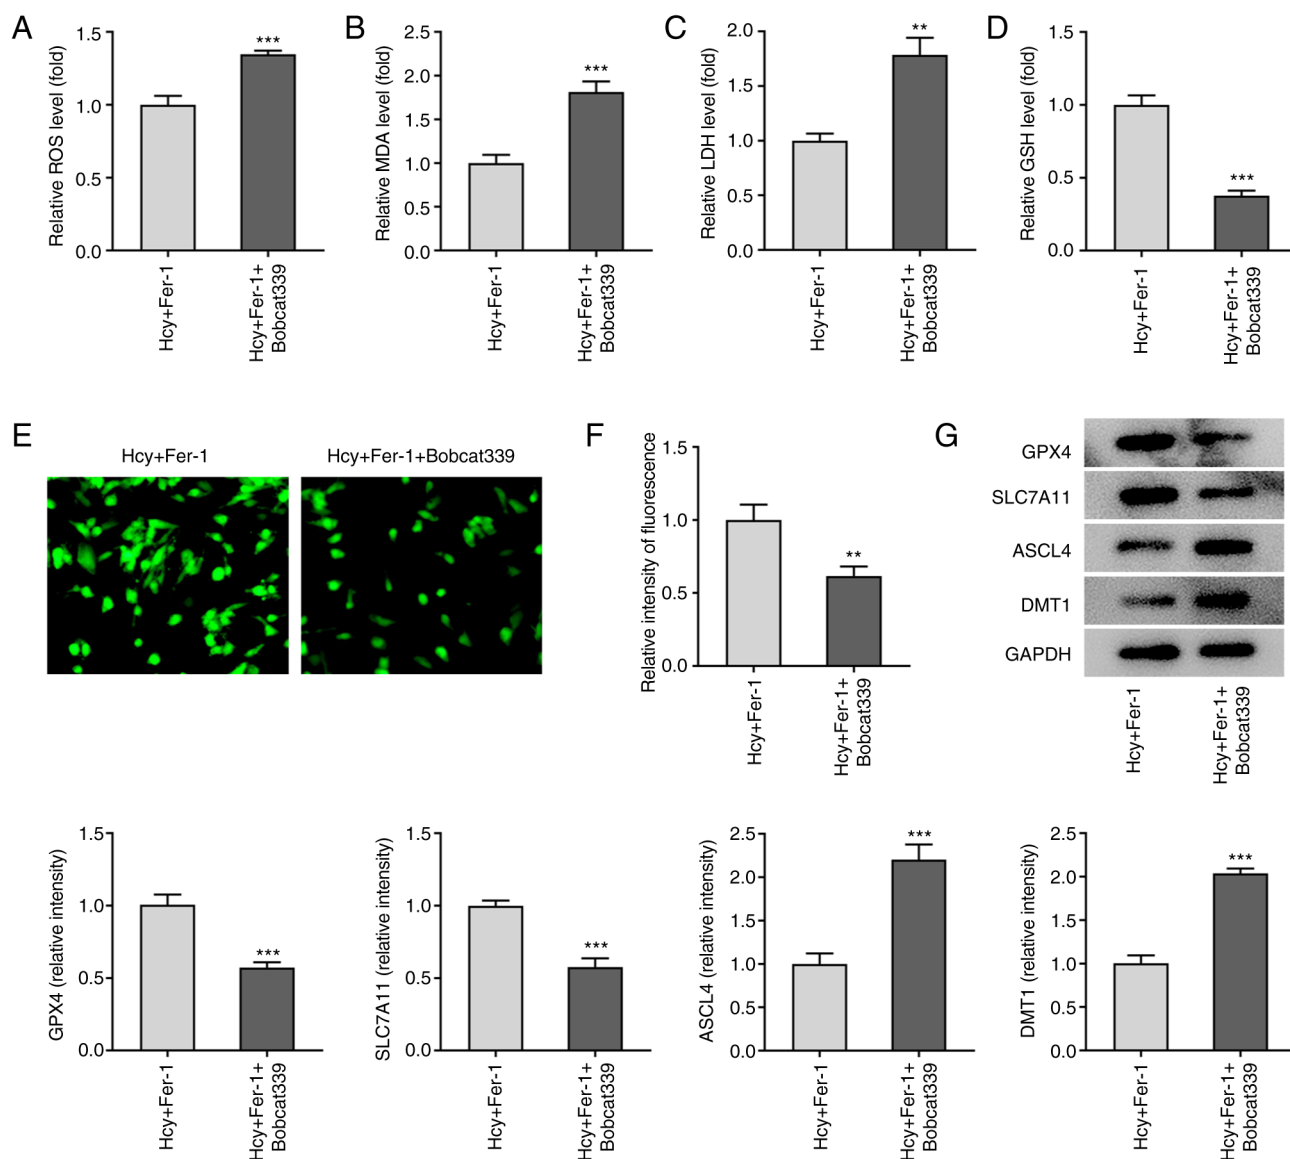 A
Relative ROS level (fold)
1.5
1.0
0.5
0.0
***
Hcy+Fer-1
Hcy+Fer-1+
Bobcat339
B
Relative MDA level (fold)
2.5
2.0
1.5
1.0
0.5
0.0
***
Hcy+Fer-1
Hcy+Fer-1+
Bobcat339
C
Relative LDH level (fold)
2.0
1.5
1.0
0.5
0.0
**
Hcy+Fer-1
Hcy+Fer-1+
Bobcat339
D
Relative GSH level (fold)
1.5
1.0
0.5
0.0
***
Hcy+Fer-1
Hcy+Fer-1+
Bobcat339
E
Hcy+Fer-1
Hcy+Fer-1+Bobcat339
F
Relative intensity of fluorescence
1.5
1.0
0.5
0.0
**
Hcy+Fer-1
Hcy+Fer-1+
Bobcat339
G
GPX4
SLC7A11
ASCL4
DMT1
GAPDH
Hcy+Fer-1
Hcy+Fer-1+
Bobcat339
GPX4 (relative intensity)
1.5
1.0
0.5
0.0
***
Hcy+Fer-1
Hcy+Fer-1+
Bobcat339
SLC7A11 (relative intensity)
1.5
1.0
0.5
0.0
***
Hcy+Fer-1
Hcy+Fer-1+
Bobcat339
ASCL4 (relative intensity)
2.5
2.0
1.5
1.0
0.5
0.0
***
Hcy+Fer-1
Hcy+Fer-1+
Bobcat339
DMT1 (relative intensity)
2.5
2.0
1.5
1.0
0.5
0.0
***
Hcy+Fer-1
Hcy+Fer-1+
Bobcat339